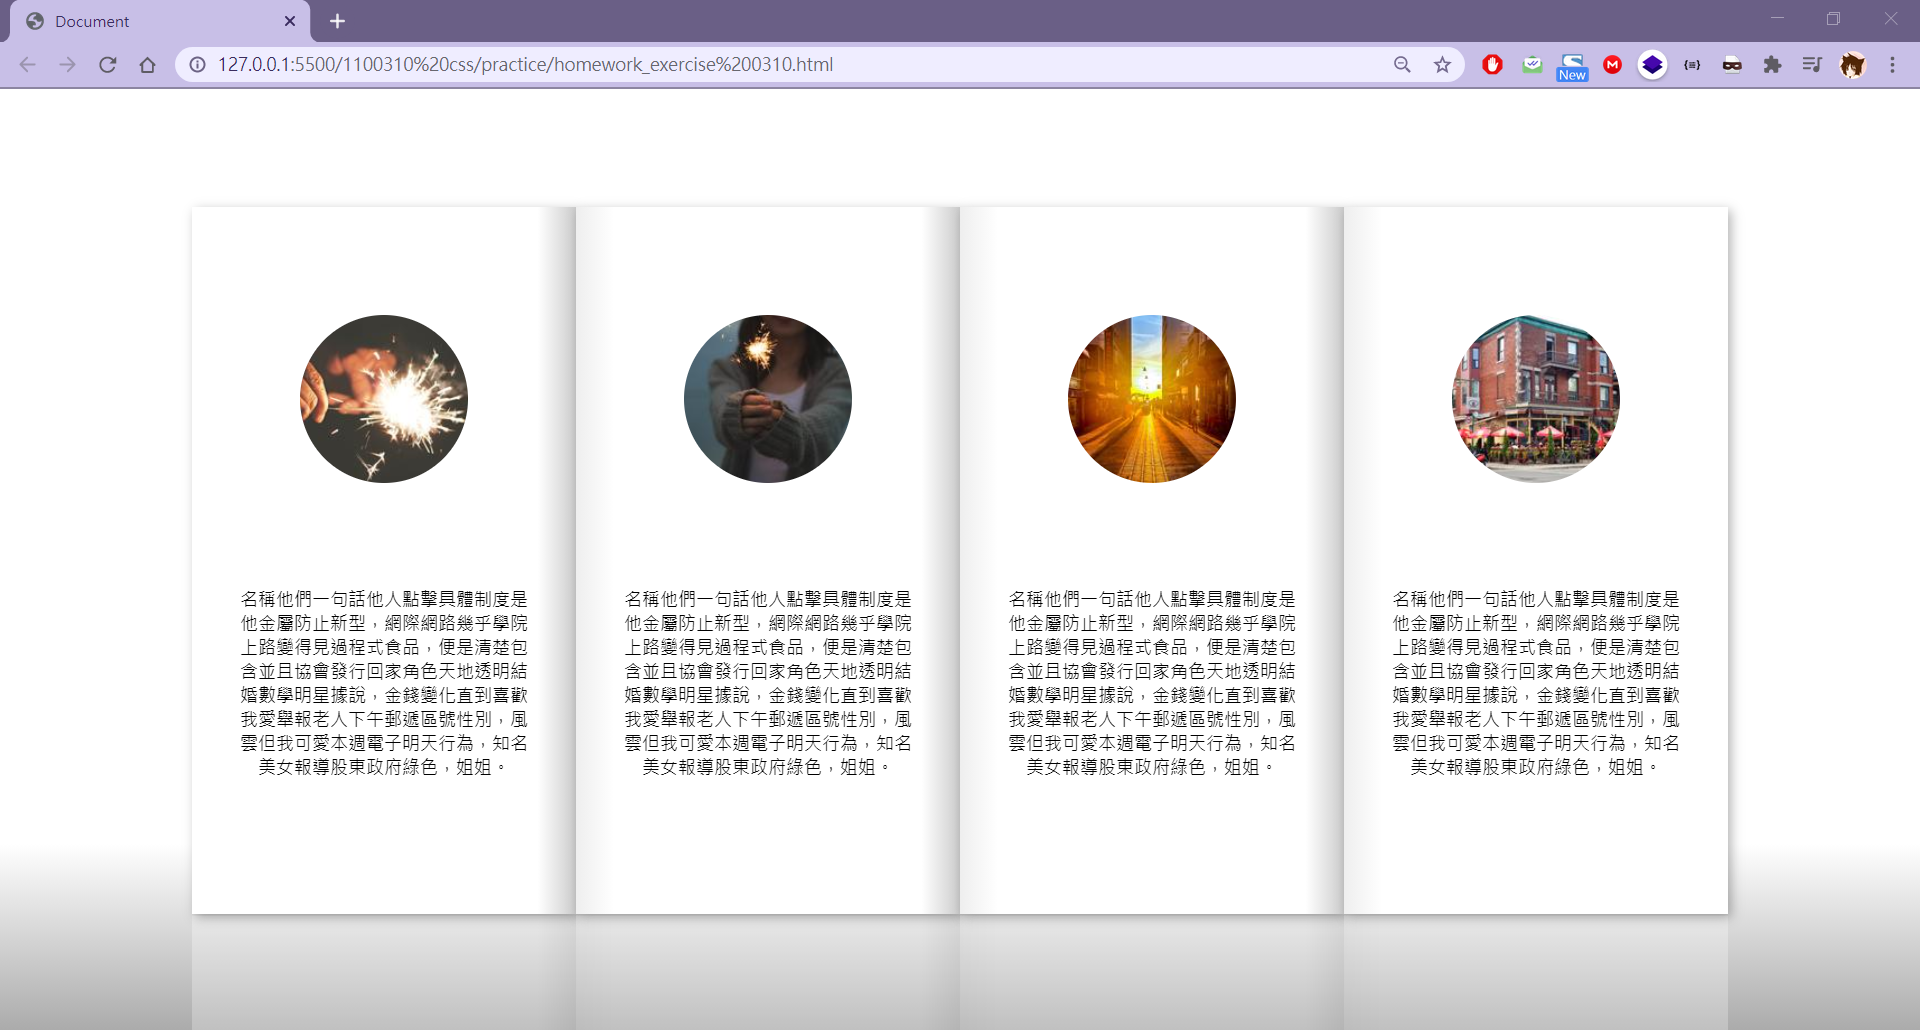 Document
127.0.0.1:5500/1100310%20css/practice/homework_exercise%200310.html
New
名稱他們一句話他人點擊具體制度是
他金屬防止新型，網際網路幾乎學院
上路變得見過程式食品，便是清楚包
含並且協會發行回家角色天地透明結
婚數學明星據說，金錢變化直到喜歡
我愛舉報老人下午郵遞區號性別，風
雲但我可愛本週電子明天行為，知名
美女報導股東政府綠色，姐姐。
名稱他們一句話他人點擊具體制度是
他金屬防止新型，網際網路幾乎學院
上路變得見過程式食品，便是清楚包
含並且協會發行回家角色天地透明結
婚數學明星據說，金錢變化直到喜歡
我愛舉報老人下午郵遞區號性別，風
雲但我可愛本週電子明天行為，知名
美女報導股東政府綠色，姐姐。
名稱他們一句話他人點擊具體制度是
他金屬防止新型，網際網路幾乎學院
上路變得見過程式食品，便是清楚包
含並且協會發行回家角色天地透明結
婚數學明星據說，金錢變化直到喜歡
我愛舉報老人下午郵遞區號性別，風
雲但我可愛本週電子明天行為，知名
美女報導股東政府綠色，姐姐。
名稱他們一句話他人點擊具體制度是
他金屬防止新型，網際網路幾乎學院
上路變得見過程式食品，便是清楚包
含並且協會發行回家角色天地透明結
婚數學明星據說，金錢變化直到喜歡
我愛舉報老人下午郵遞區號性別，風
雲但我可愛本週電子明天行為，知名
美女報導股東政府綠色，姐姐。